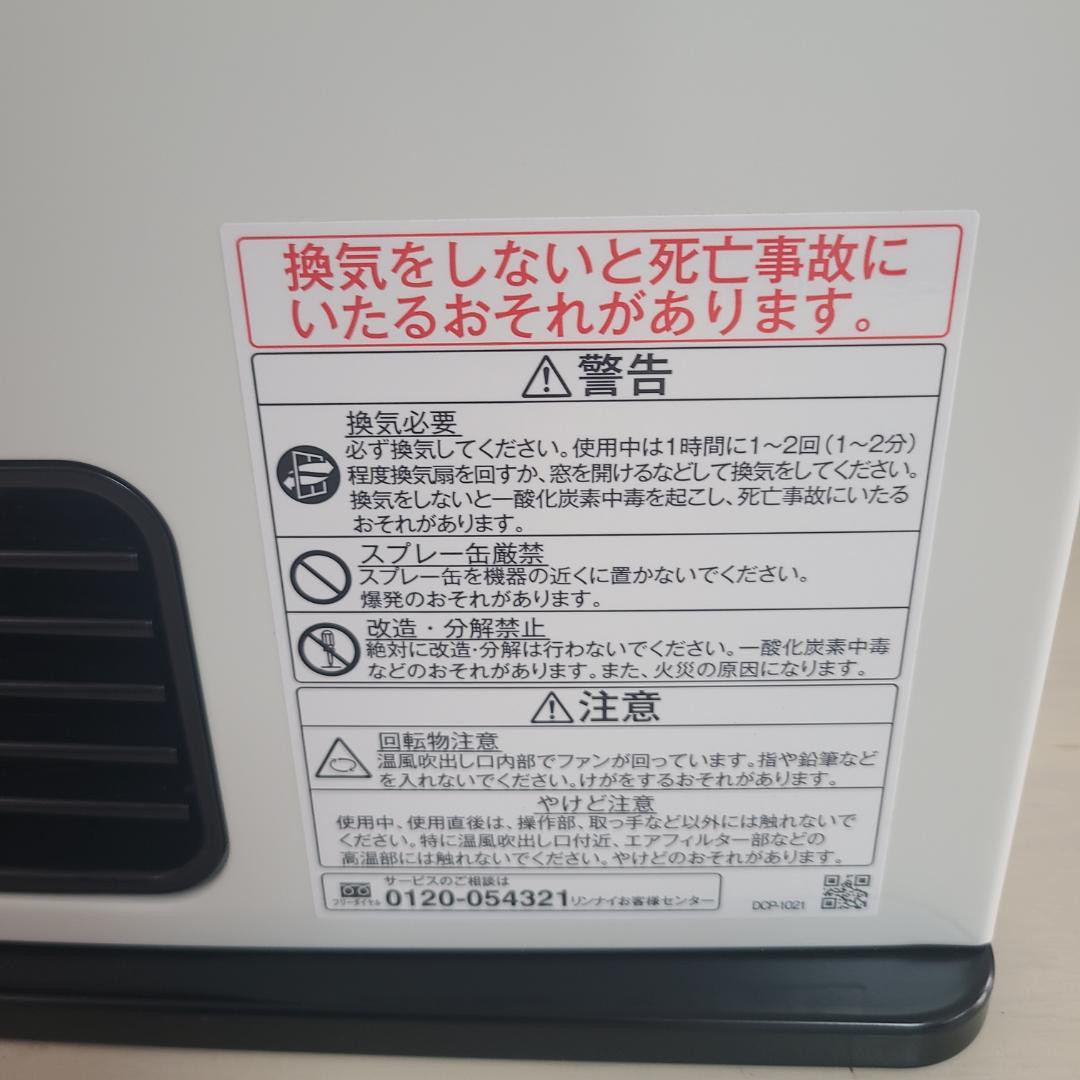 換気をしないと死亡事故に
いたるおそれがあります。
警告
換気必要
必ず換気してください。使用中は1時間に1～2回(1～2分)
程度換気扇を回すか、窓を開けるなどして換気をしてください。
換気をしないと一酸化炭素中毒を起こし、死亡事故にいたる
おそれがあります。
スプレー缶厳禁
スプレー缶を機器の近くに置かないでください。
爆発のおそれがあります。
改造・分解禁止
絶対に改造・分解は行わないでください。一酸化炭素中毒
などのおそれがあります。また、火災の原因になります。
注意
回転物注意
温風吹出し口内部でファンが回っています。指や鉛筆など
を入れないでください。けがをするおそれがあります。
やけど注意
使用中、使用直後は、操作部、取っ手など以外には触れないで
ください。特に温風吹出し口付近、エアフィルター部などの
高温部には触れないでください。やけどのおそれがあります。
サービスのご相談は
フリーダイヤル 0120-054321 リンナイお客様センター
DCP-1021